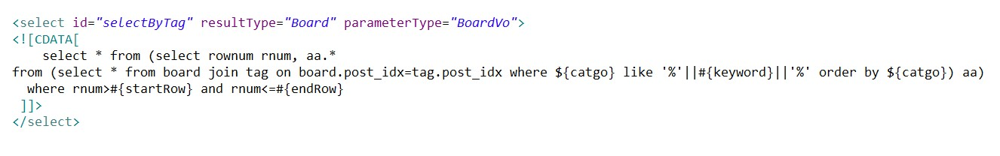 <select id="selectByTag" resultType="Board" parameterType="BoardVo">
<![CDATA[
    select * from (select rownum rnum, aa.*
from (select * from board join tag on board.post_idx=tag.post_idx where ${catgo} like '%'||#{keyword}||'%' order by ${catgo}) aa)
  where rnum>#{startRow} and rnum<=#{endRow}
 ]]>
</select>